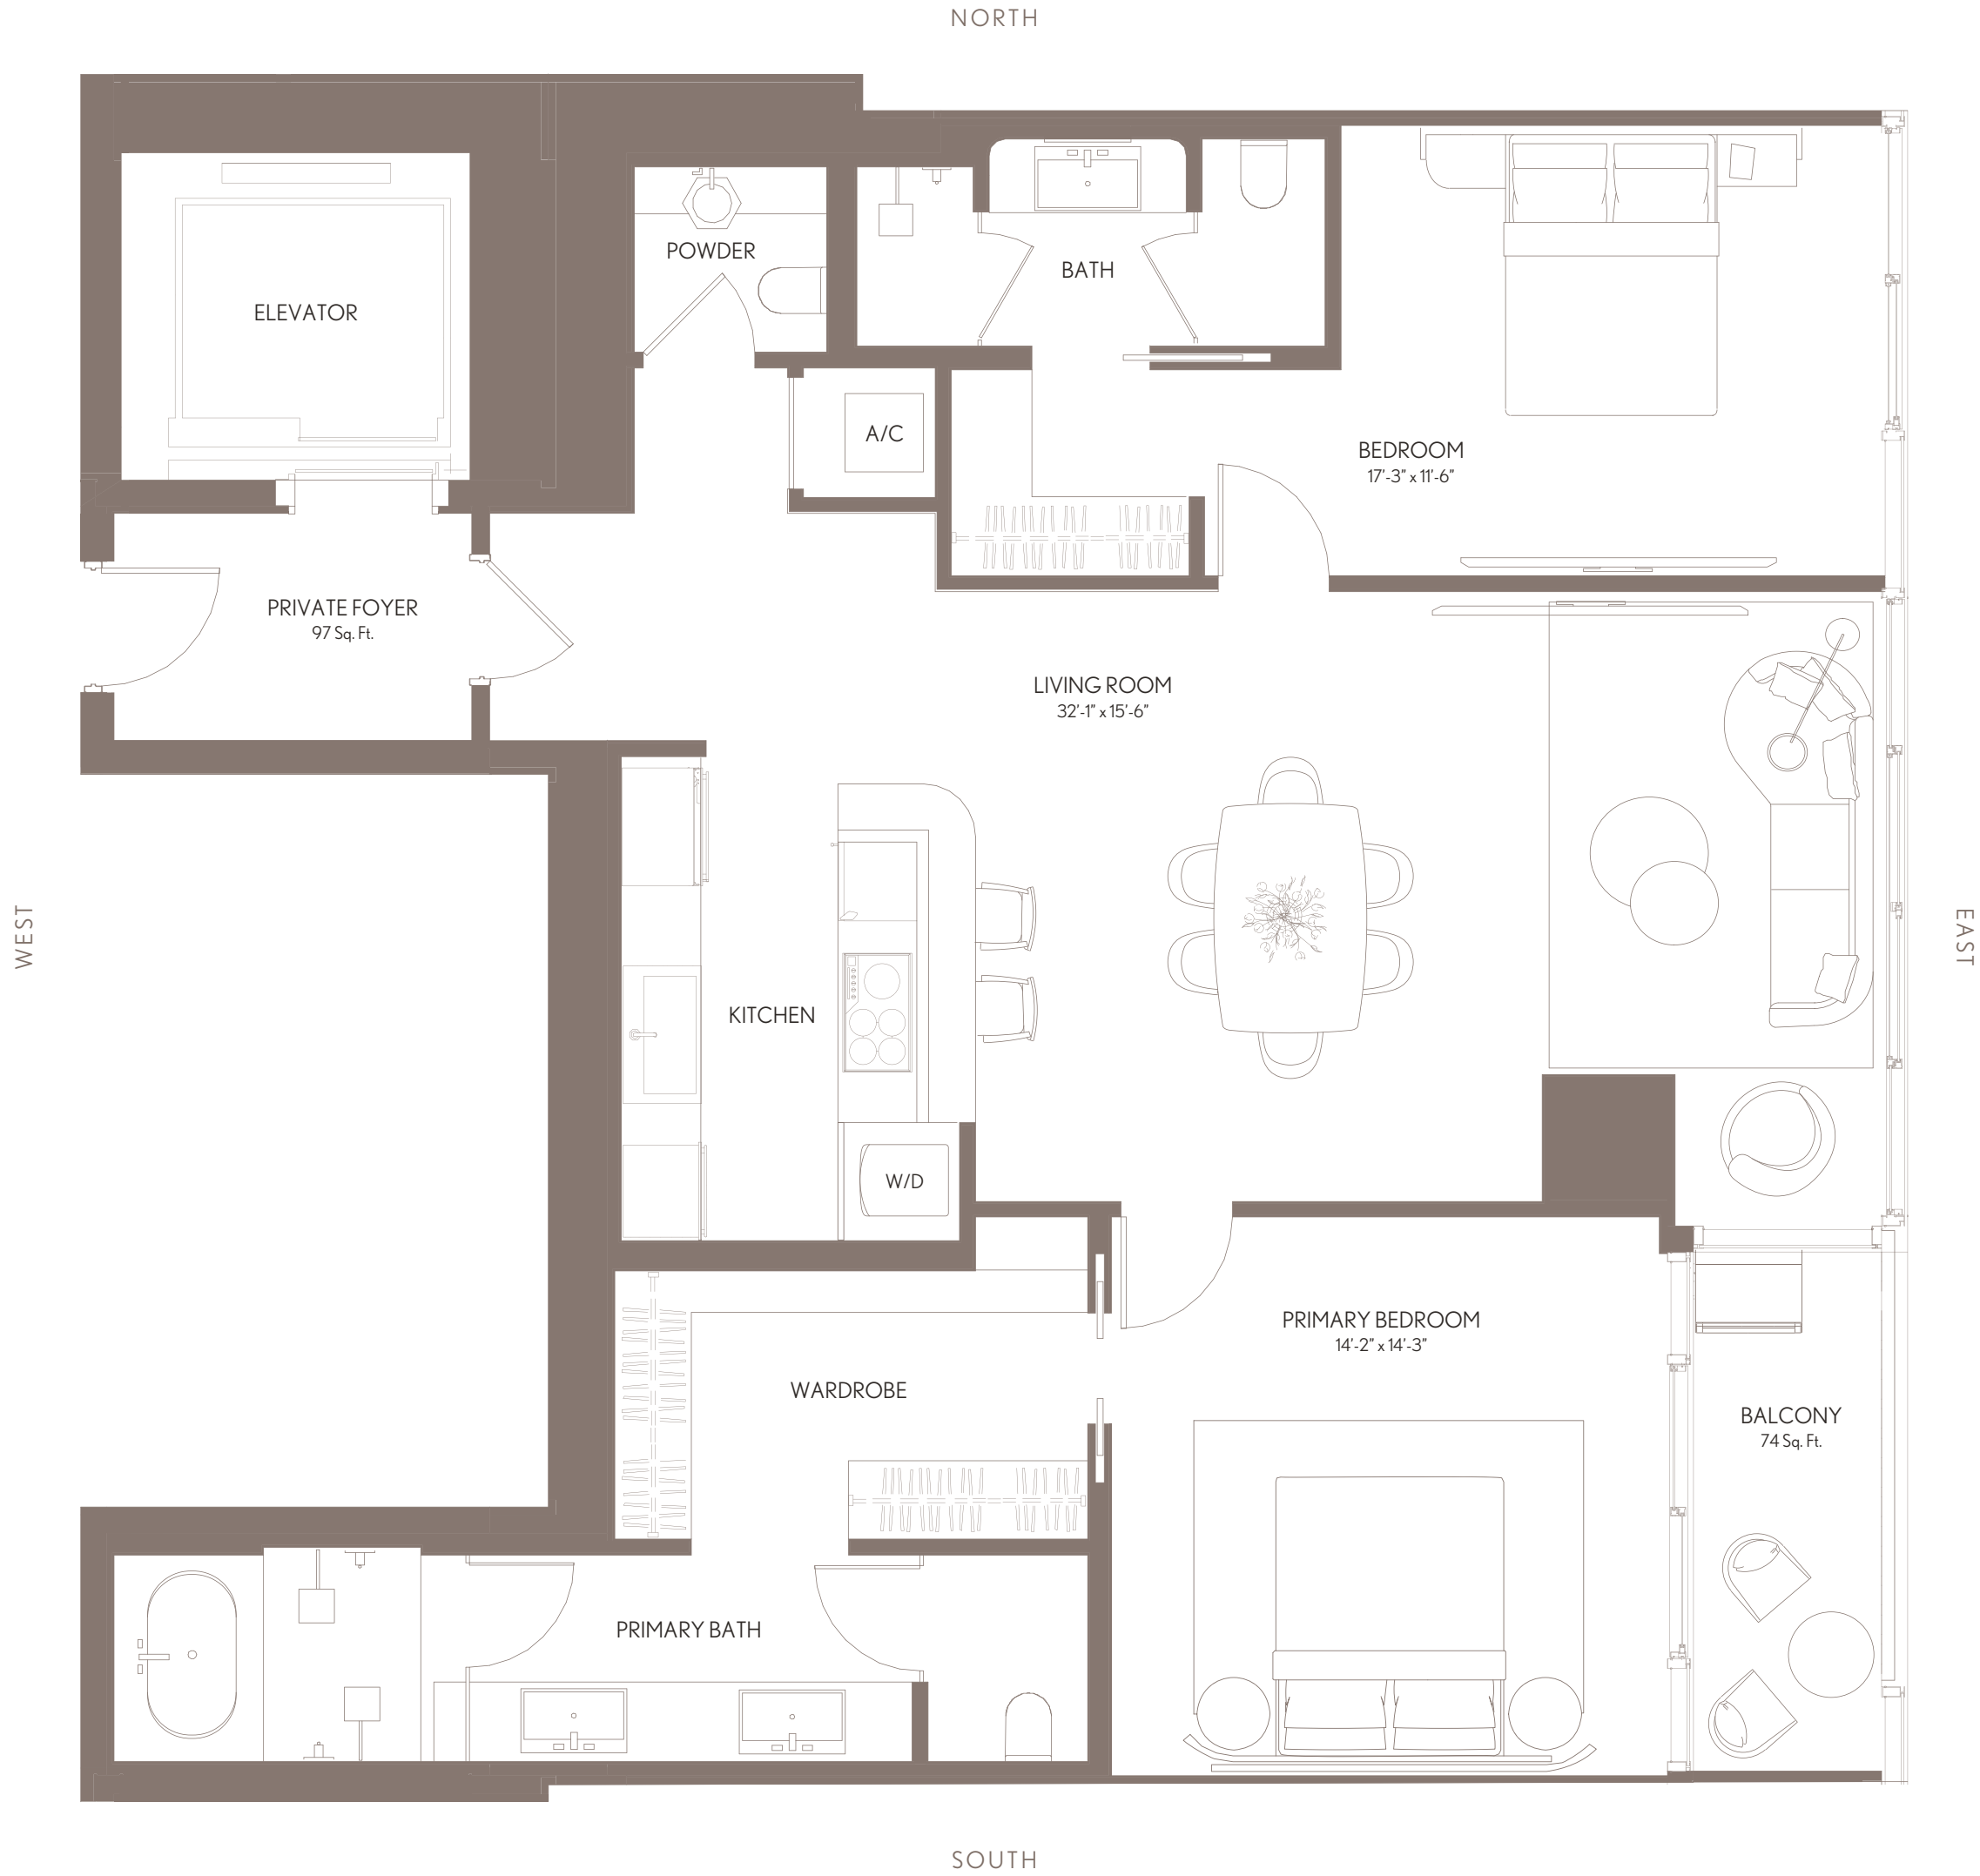 NORTH
POWDER
BATH
ELEVATOR
A/C
BEDROOM
17'-3” x 11'-6”
PRIVATE FOYER
97 Sq. Ft.
LIVING ROOM
32'-1” x 15'-6”
WEST
EAST
KITCHEN
W/D
PRIMARY BEDROOM
14'-2” x 14'-3”
WARDROBE
BALCONY
74 Sq. Ft.
PRIMARY BATH
SOUTH